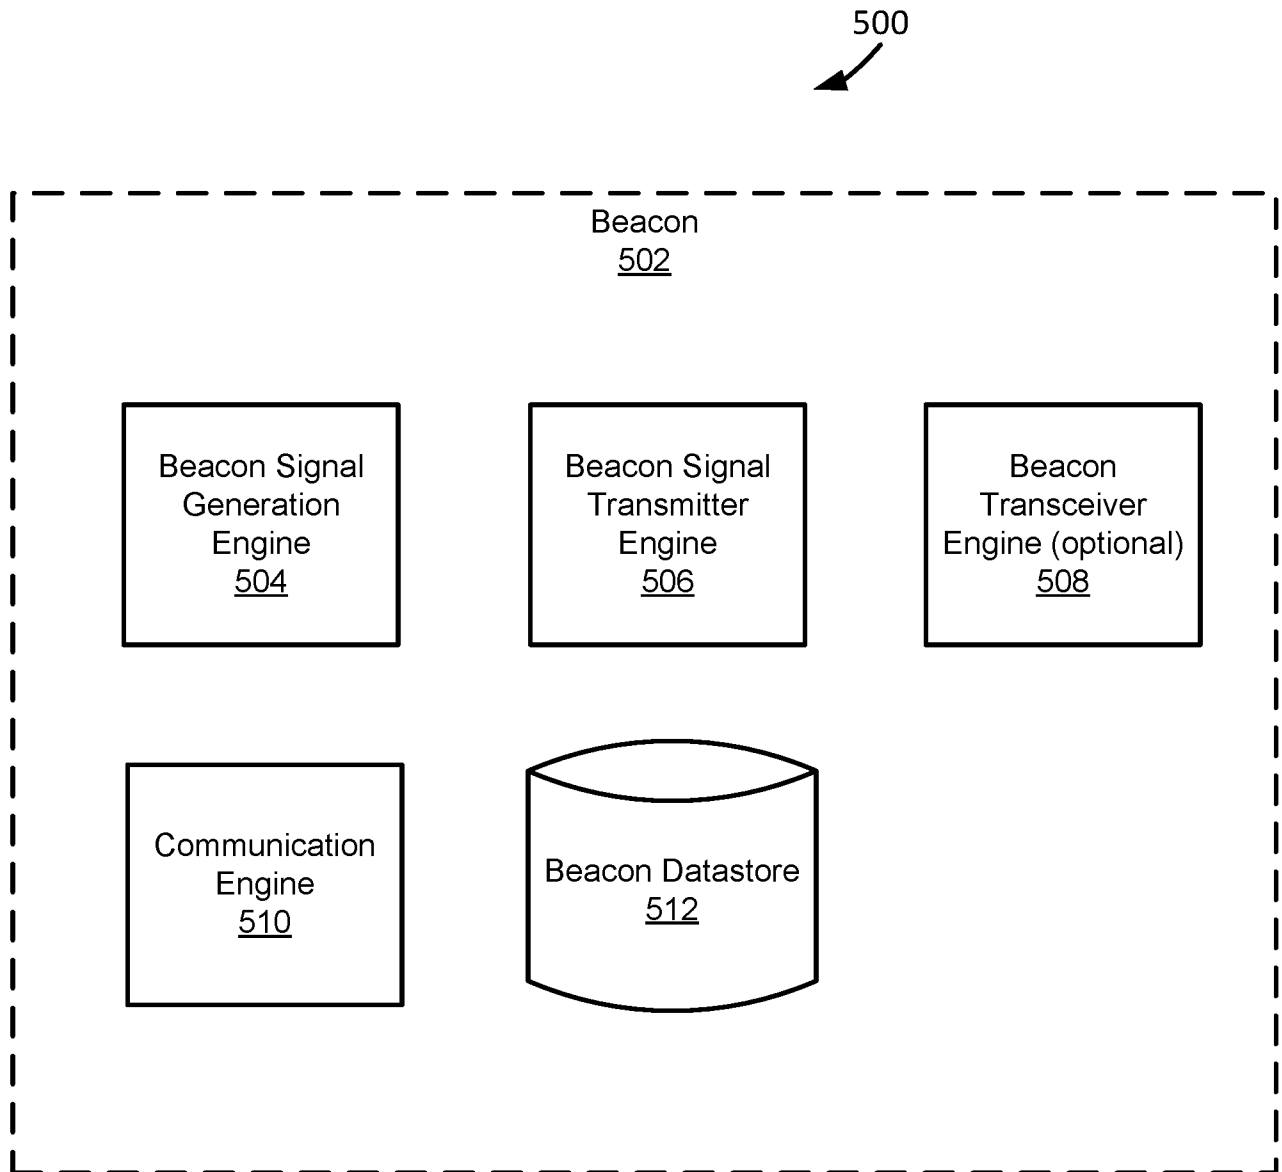 500
Beacon
502
Beacon Signal
Generation
Engine
504
Beacon Signal
Transmitter
Engine
506
Beacon
Transceiver
Engine (optional)
508
Communication
Engine
510
Beacon Datastore
512